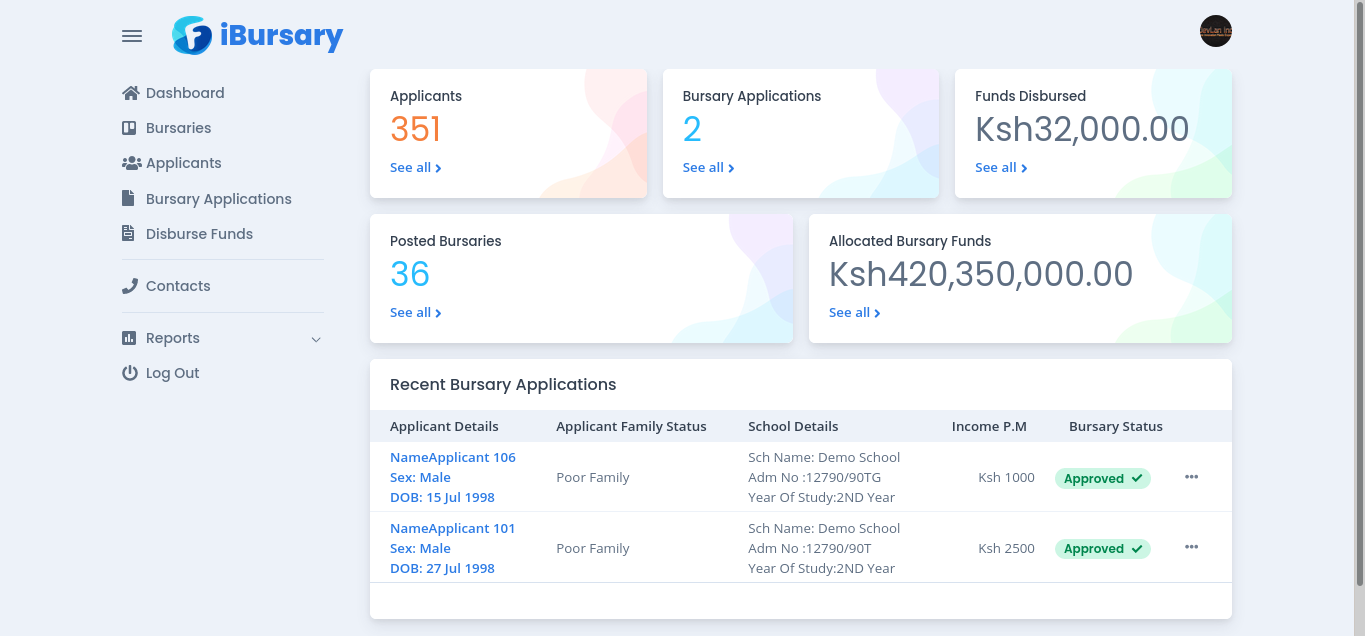 iBursary
Dashboard
Bursaries
Applicants
Bursary Applications
Disburse Funds
Contacts
Reports
Log Out
Applicants
351
See all
Bursary Applications
2
See all
Funds Disbursed
Ksh32,000.00
See all
Posted Bursaries
36
See all
Allocated Bursary Funds
Ksh420,350,000.00
See all
Recent Bursary Applications
Applicant Details Applicant Family Status School Details Income P.M Bursary Status
NameApplicant 106
Sex: Male
DOB: 15 Jul 1998
Poor Family
Sch Name: Demo School
Adm No :12790/90TG
Year Of Study:2ND Year
Ksh 1000
Approved
NameApplicant 101
Sex: Male
DOB: 27 Jul 1998
Poor Family
Sch Name: Demo School
Adm No :12790/90T
Year Of Study:2ND Year
Ksh 2500
Approved